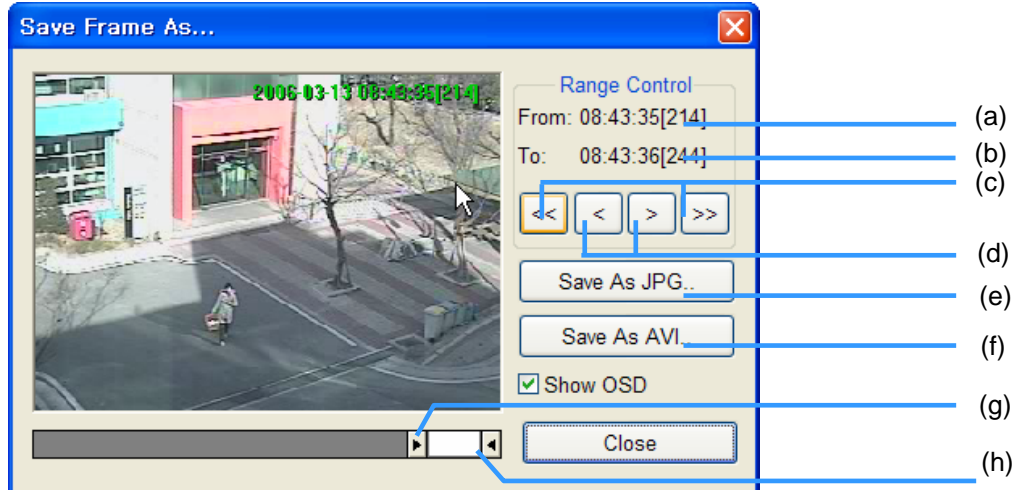 Save Frame As...
2006-03-13 08:43:35[214]
Range Control
From: 08:43:35[214]
To: 08:43:36[244]
<< < > >>
Save As JPG..
Save As AVI..
Show OSD
Close
(a)
(b)
(c)
(d)
(e)
(f)
(g)
(h)